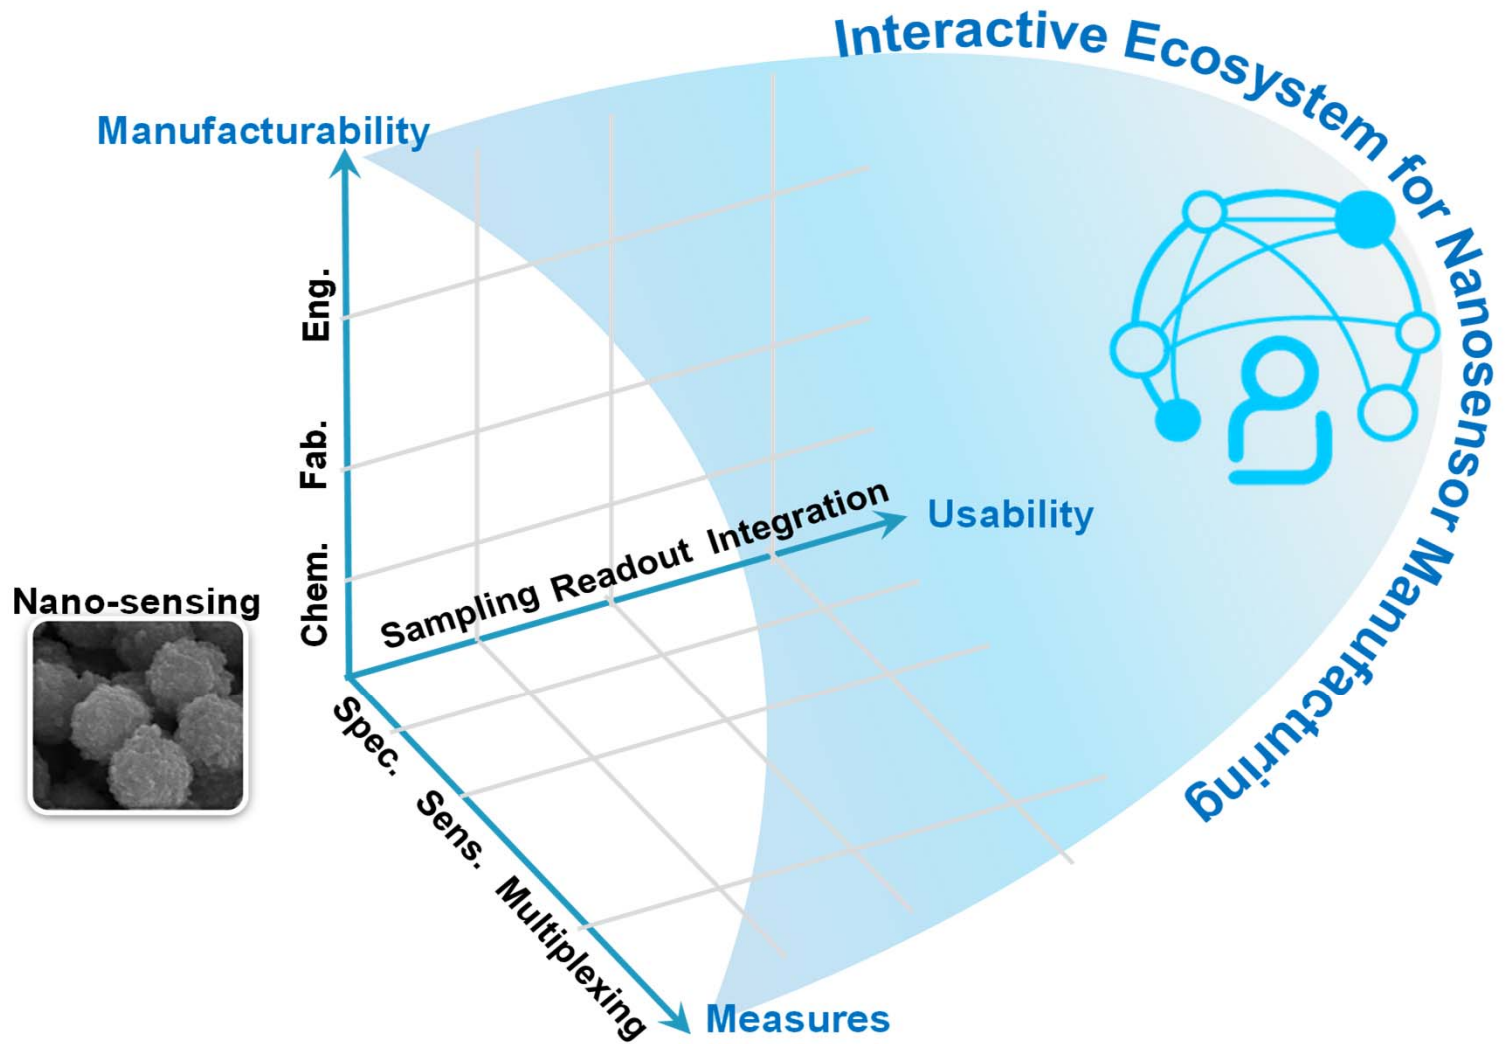 Interactive Ecosystem for Nanosensor Manufacturing
Manufacturability
Eng.
Fab.
Chem.
Nano-sensing
Sampling Readout Integration
Usability
Spec.
Sens.
Multiplexing
Measures